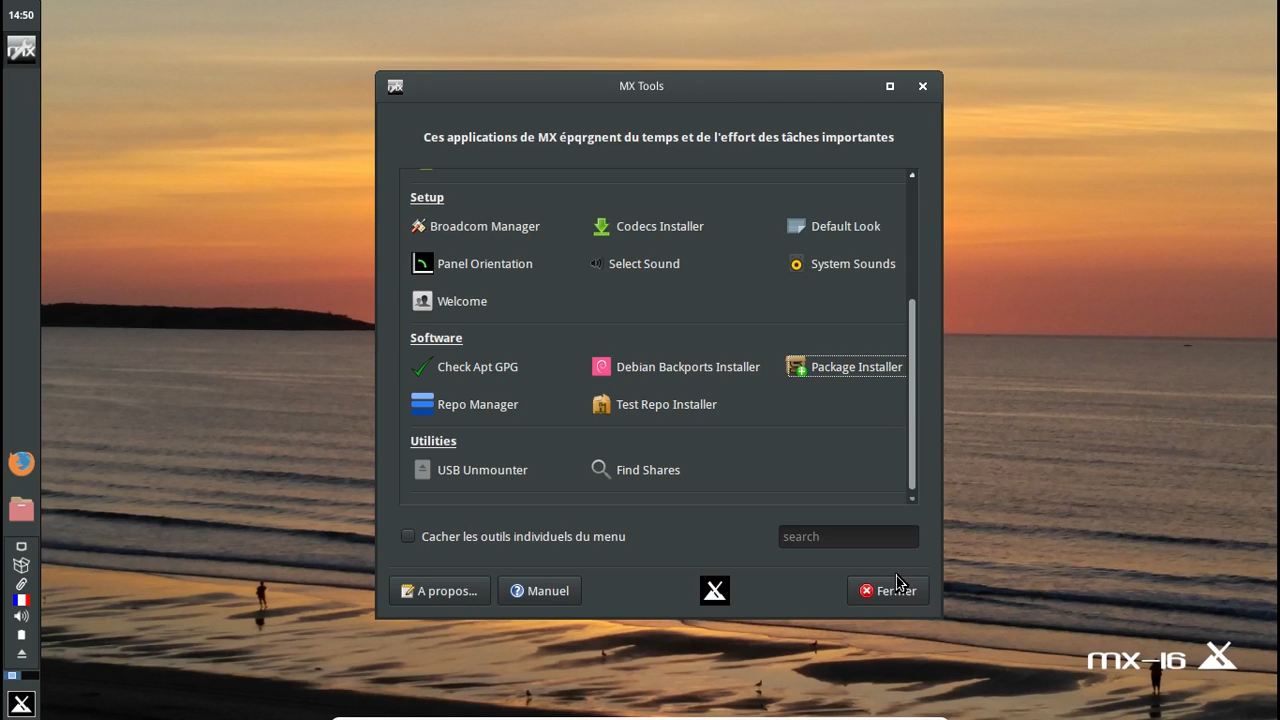 14:50
MX Tools
Ces applications de MX épqrgnent du temps et de l'effort des tâches importantes
Setup
Broadcom Manager Codecs Installer Default Look
Panel Orientation Select Sound System Sounds
Welcome
Software
Check Apt GPG Debian Backports Installer Package Installer
Repo Manager Test Repo Installer
Utilities
USB Unmounter Find Shares
Cacher les outils individuels du menu search
A propos... Manuel Fermer
mx-16